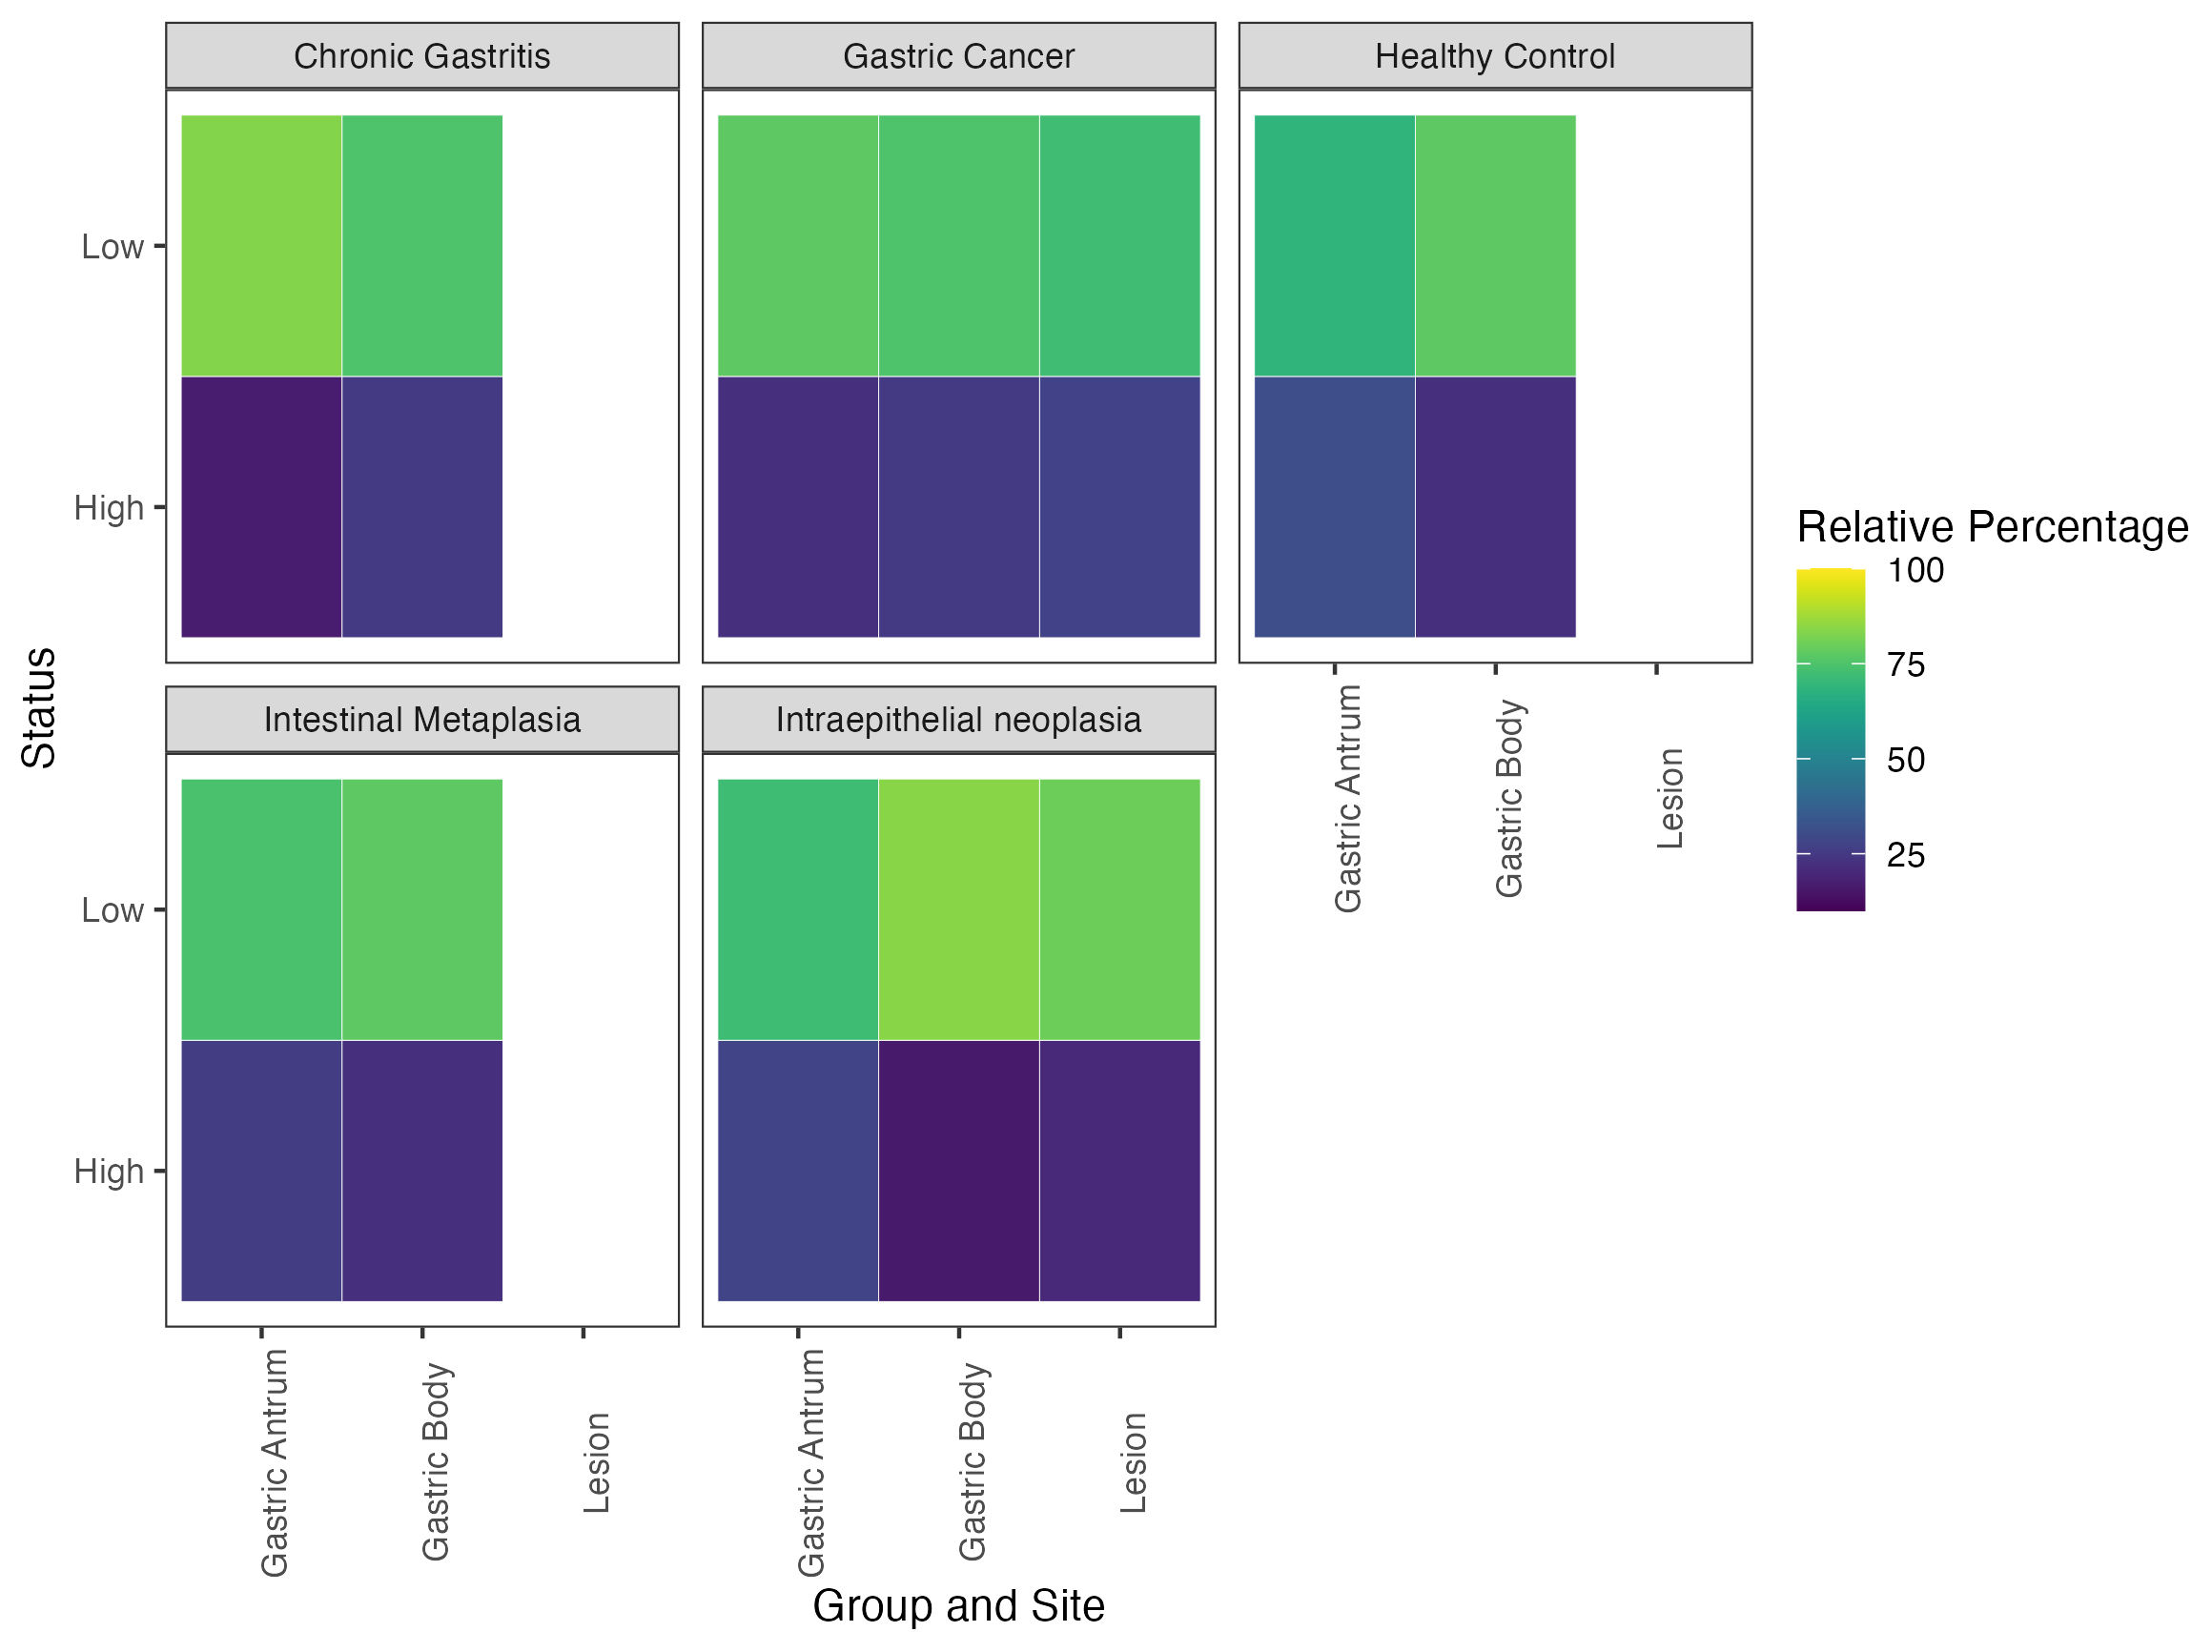 Chronic Gastritis
Gastric Cancer
Healthy Control
Low
High
Gastric Antrum
Gastric Body
Lesion
Status
Intestinal Metaplasia
Intraepithelial neoplasia
Low
High
Gastric Antrum
Gastric Body
Lesion
Gastric Antrum
Gastric Body
Lesion
Group and Site
Relative Percentage
100
75
50
25